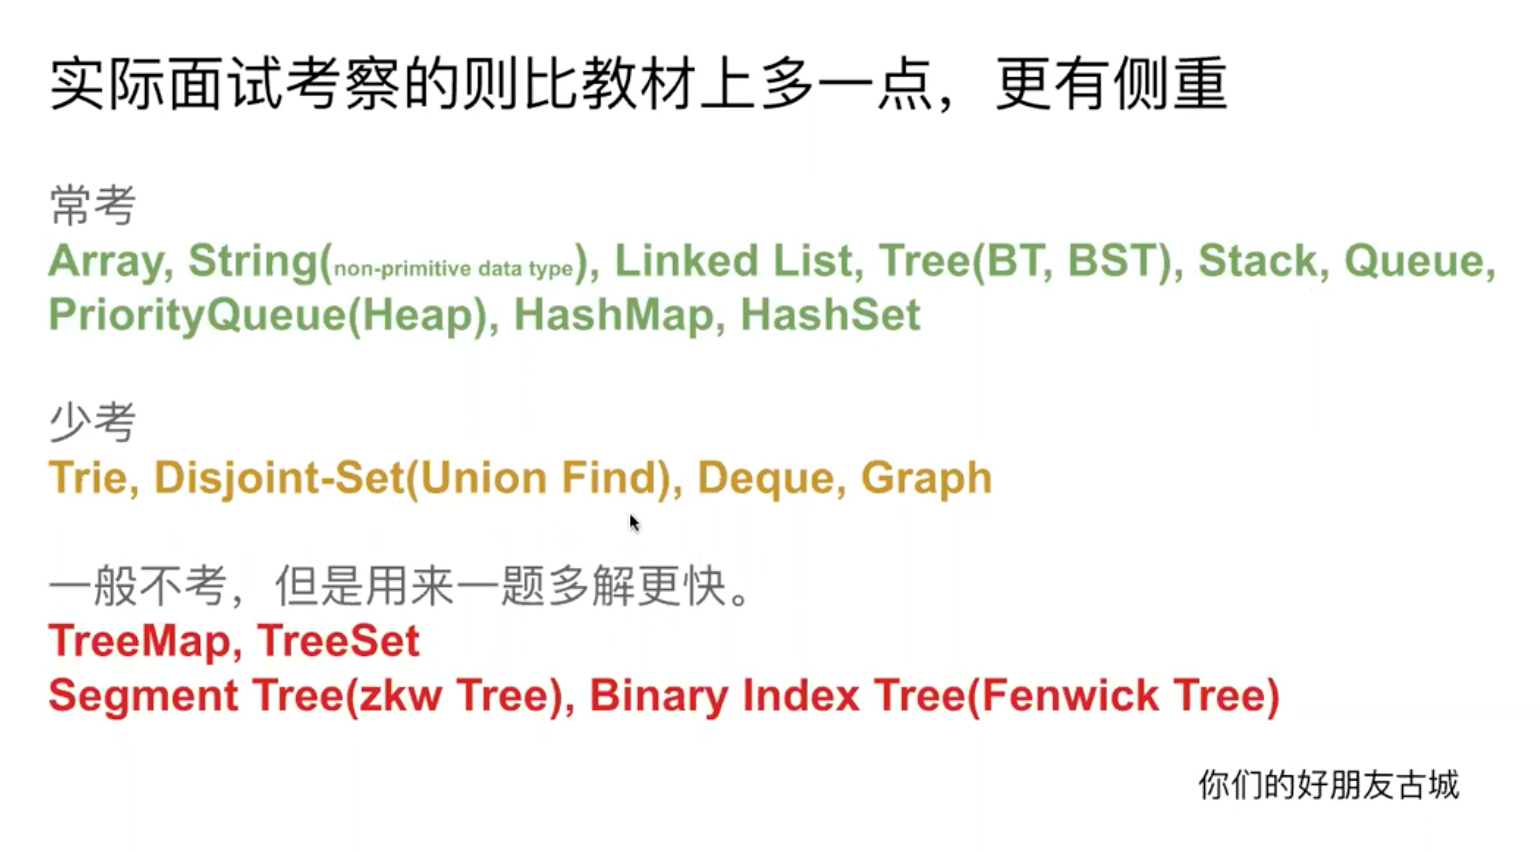 实际面试考察的则比教材上多一点，更有侧重
常考
Array, String(non-primitive data type), Linked List, Tree(BT, BST), Stack, Queue,
PriorityQueue(Heap), HashMap, HashSet
少考
Trie, Disjoint-Set(Union Find), Deque, Graph
一般不考，但是用来一题多解更快。
TreeMap, TreeSet
Segment Tree(zkw Tree), Binary Index Tree(Fenwick Tree)
你们的好朋友古城